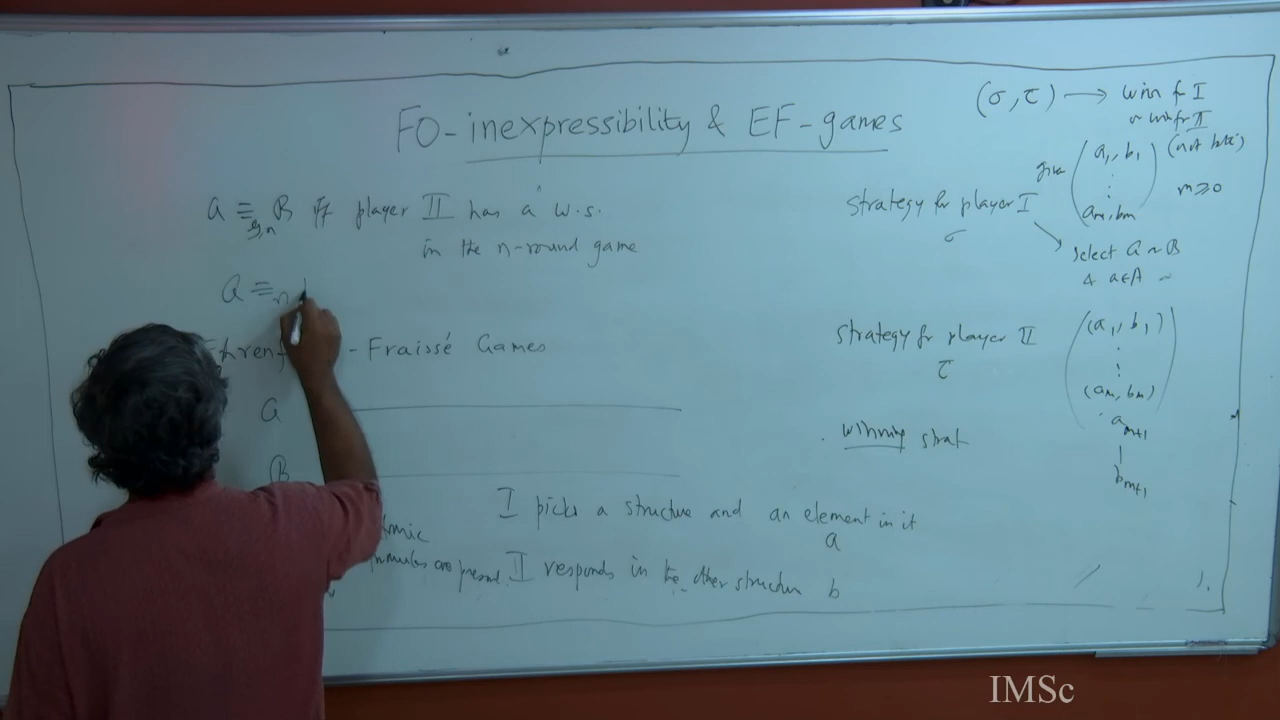 FO-inexpressibility & EF-games
a ≡g,n B iff player II has a w.s.
in the n-round game
a ≡n
- Fraissé Games
a
B
I picks a structure and an element in it
a
formulas are preserved. II responds in the other structure b
(σ, τ) → win for I
or win for II
(not both)
given (a1, b1
⋮
am, bm) m ≥ 0
strategy for player I
σ
select a or B
& a∈A
strategy for player II
τ
(a1, b1)
⋮
(am, bm)
am+1
|
bm+1
winning strat
IMSc